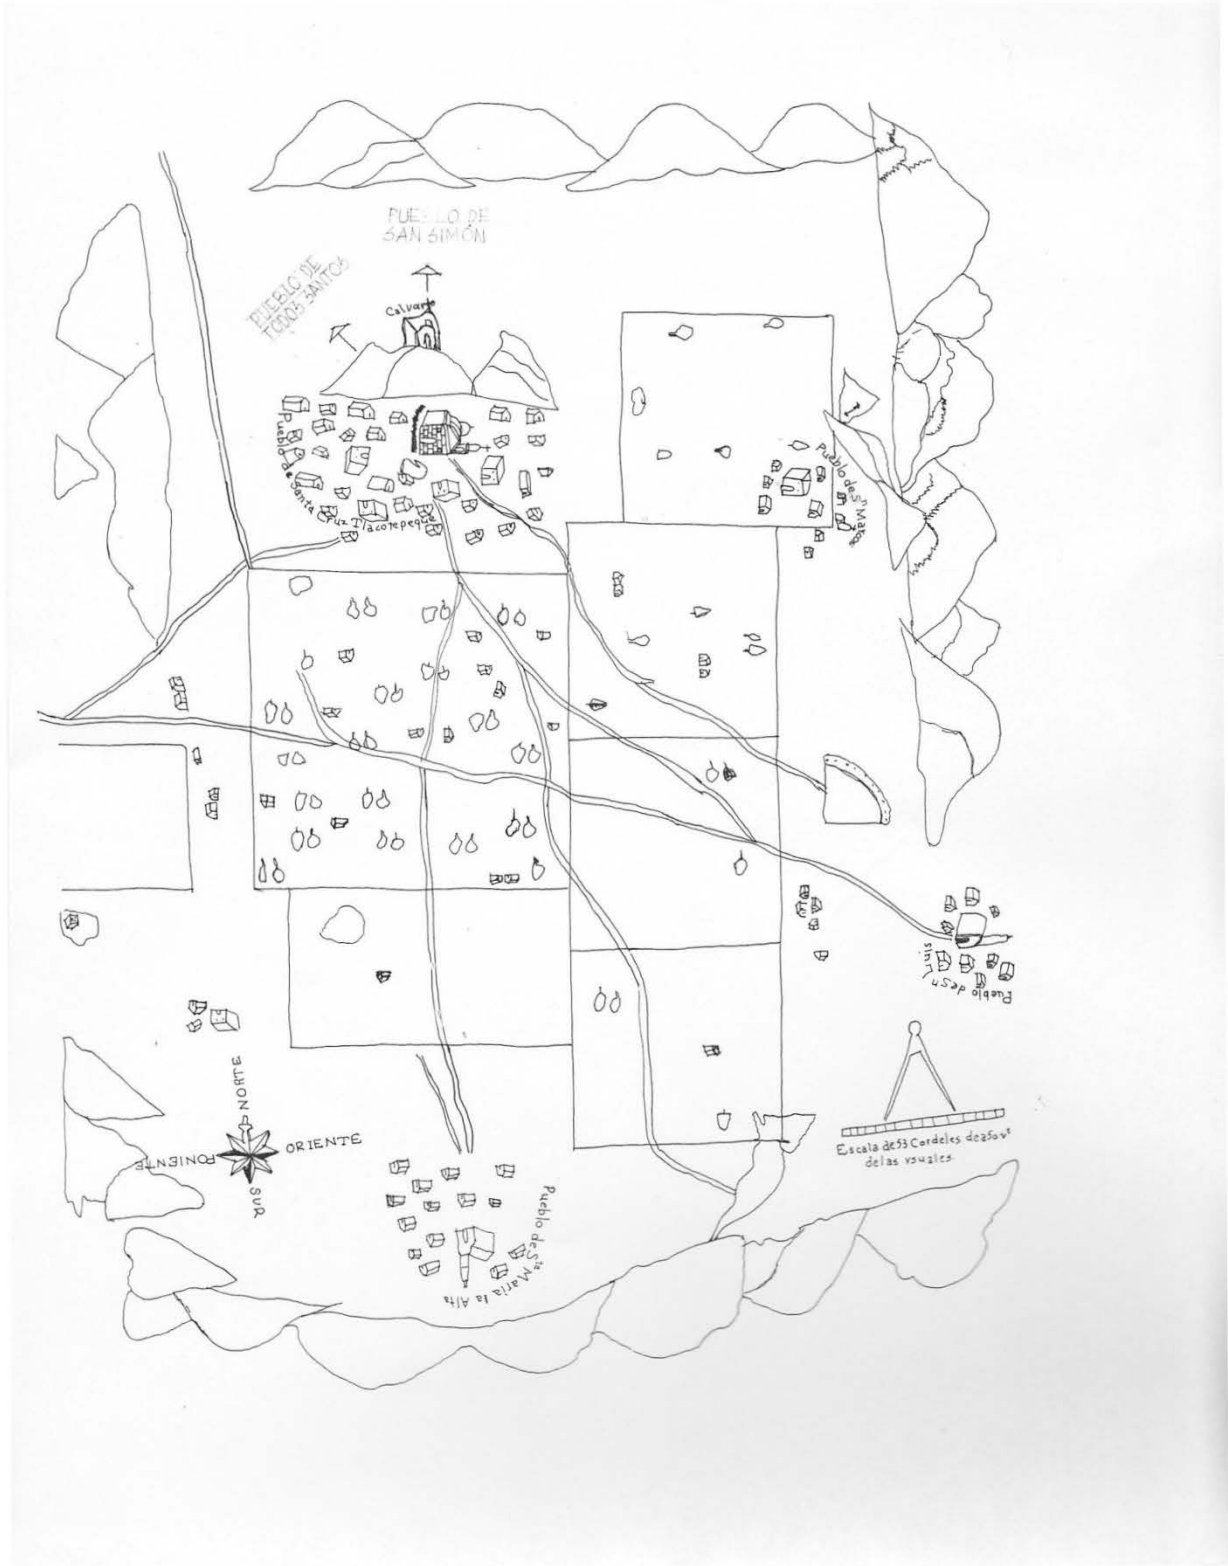 PUEBLO DE
SAN SIMÓN
PUEBLO DE
TODOS SANTOS
Calvario
Pueblo de Santa Cruz Tlacotepeque
Pueblo de Sn Mateo
Pueblo de Sn Luis
NORTE
ORIENTE
PONIENTE
SUR
Escala de 53 Cordeles de a 50 vs
de las vsuales
Pueblo de Sta Maria la Alta